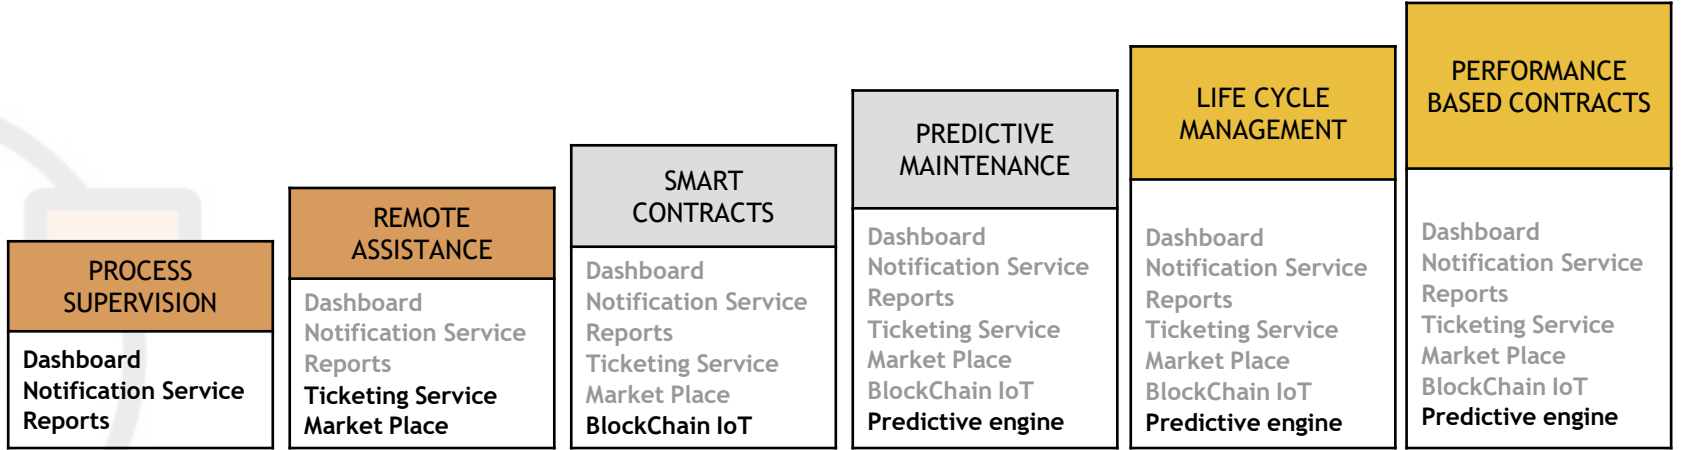 PROCESS
SUPERVISION
Dashboard
Notification Service
Reports
REMOTE
ASSISTANCE
Dashboard
Notification Service
Reports
Ticketing Service
Market Place
SMART
CONTRACTS
Dashboard
Notification Service
Reports
Ticketing Service
Market Place
BlockChain IoT
PREDICTIVE
MAINTENANCE
Dashboard
Notification Service
Reports
Ticketing Service
Market Place
BlockChain IoT
Predictive engine
LIFE CYCLE
MANAGEMENT
Dashboard
Notification Service
Reports
Ticketing Service
Market Place
BlockChain IoT
Predictive engine
PERFORMANCE
BASED CONTRACTS
Dashboard
Notification Service
Reports
Ticketing Service
Market Place
BlockChain IoT
Predictive engine